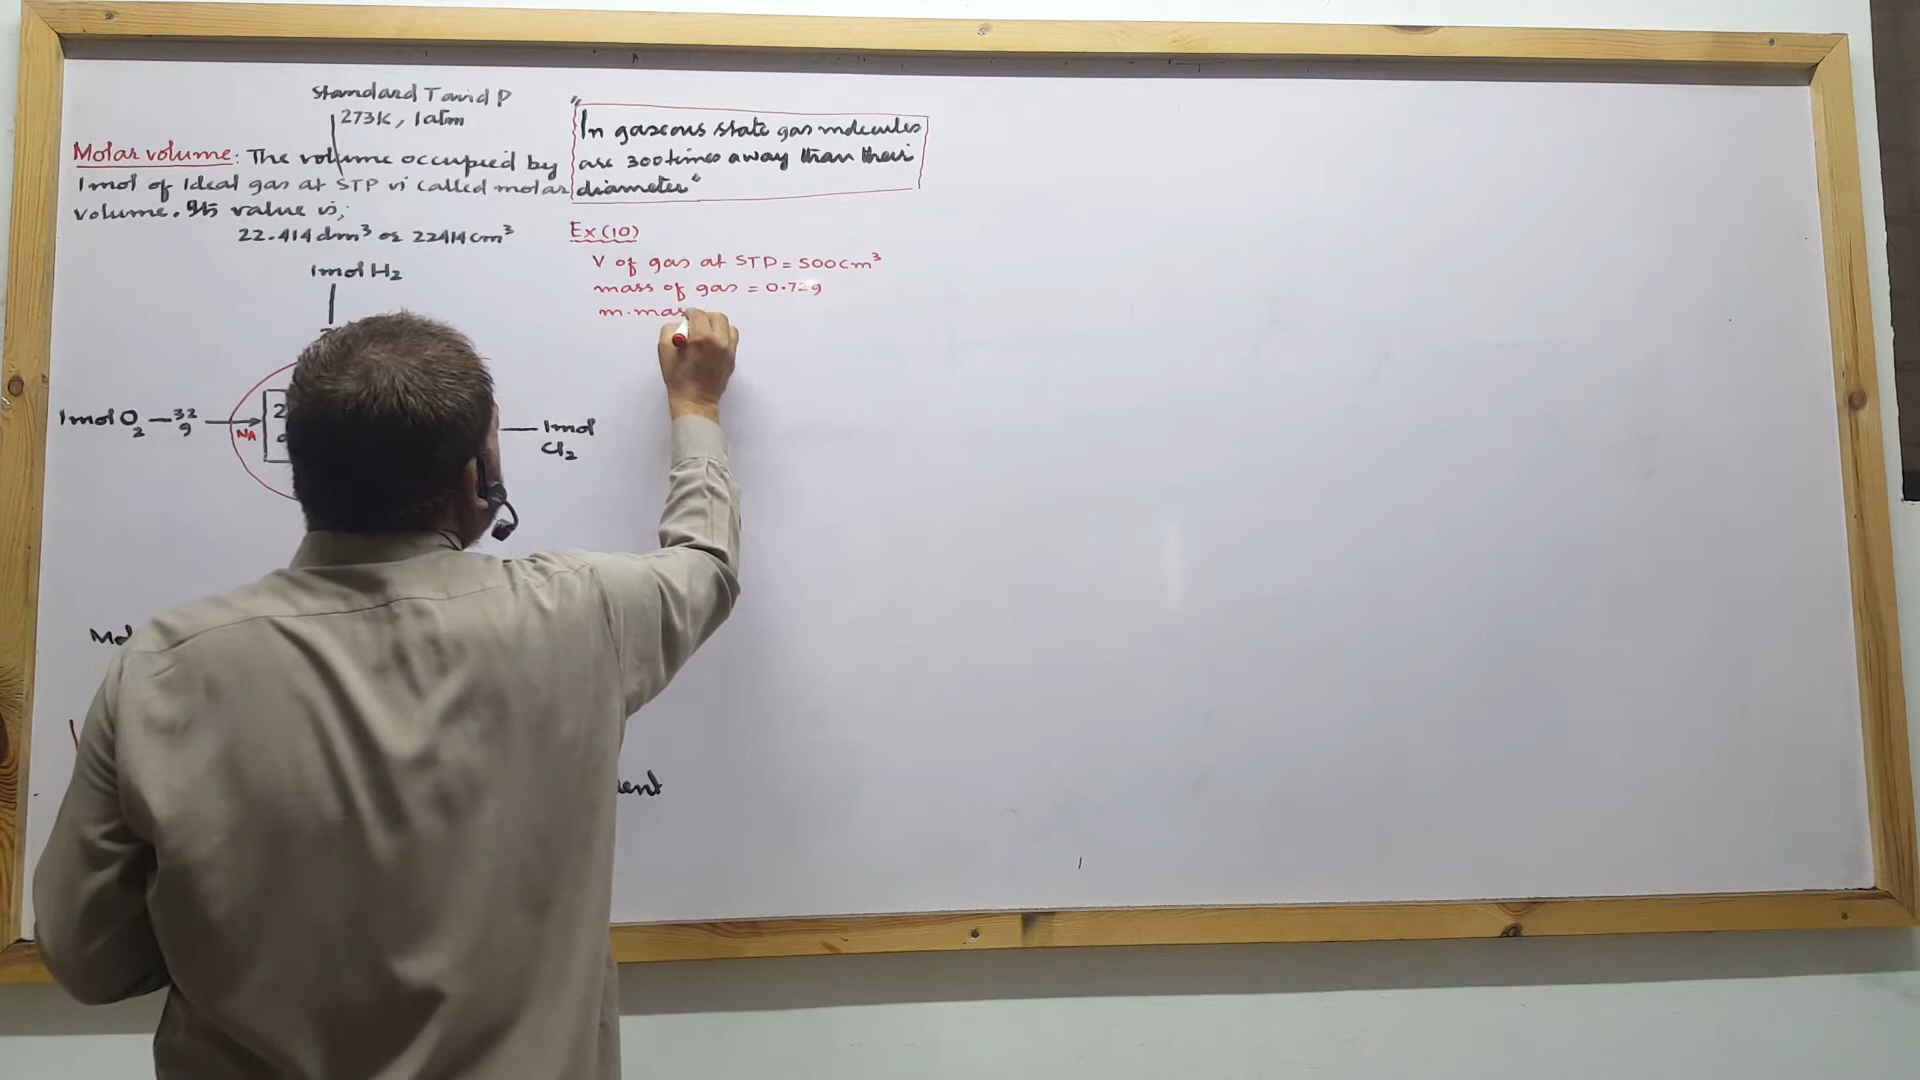 Standard T and P
273K, 1atm
Molar volume: The volume occupied by
1mol of Ideal gas at STP is called molar
volume. Its value is;
22.414 dm³ or 22414 cm³
"In gaseous state gas molecules
are 300 times away than their
diameter"
Ex (10)
V of gas at STP = 500cm³
mass of gas = 0.72g
m.mas
1mol H₂
1mol O₂ — 32 g
NA
1mol
Cl₂